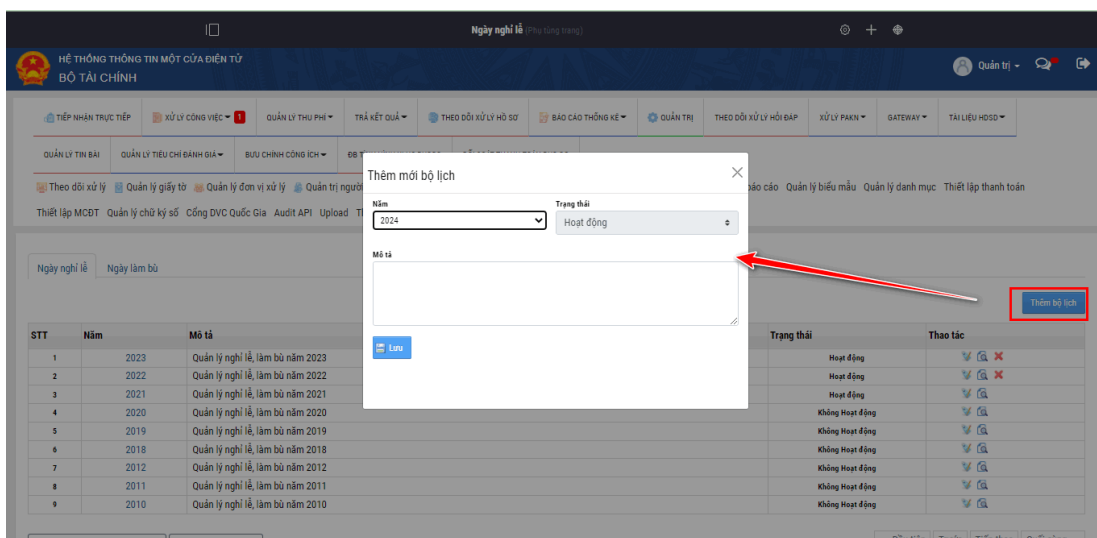 Ngày nghỉ lễ (Phụ tùng trang)
HỆ THỐNG THÔNG TIN MỘT CỬA ĐIỆN TỬ
BỘ TÀI CHÍNH
Quản trị
TIẾP NHẬN TRỰC TIẾP XỬ LÝ CÔNG VIỆC 1 QUẢN LÝ THU PHÍ TRẢ KẾT QUẢ THEO DÕI XỬ LÝ HỒ SƠ BÁO CÁO THỐNG KÊ QUẢN TRỊ THEO DÕI XỬ LÝ HỎI ĐÁP XỬ LÝ PAKN GATEWAY TÀI LIỆU HDSD
QUẢN LÝ TIN BÀI QUẢN LÝ TIÊU CHÍ ĐÁNH GIÁ BƯU CHÍNH CÔNG ÍCH
Theo dõi xử lý Quản lý giấy tờ Quản lý đơn vị xử lý Quản trị người báo cáo Quản lý biểu mẫu Quản lý danh mục Thiết lập thanh toán
Thiết lập MCĐT Quản lý chữ ký số Cổng DVC Quốc Gia Audit API Upload
Thêm mới bộ lịch
Năm Trạng thái
2024 Hoạt động
Mô tả
Lưu
Ngày nghỉ lễ Ngày làm bù
Thêm bộ lịch
STT Năm Mô tả Trạng thái Thao tác
1 2023 Quản lý nghỉ lễ, làm bù năm 2023 Hoạt động
2 2022 Quản lý nghỉ lễ, làm bù năm 2022 Hoạt động
3 2021 Quản lý nghỉ lễ, làm bù năm 2021 Hoạt động
4 2020 Quản lý nghỉ lễ, làm bù năm 2020 Không Hoạt động
5 2019 Quản lý nghỉ lễ, làm bù năm 2019 Không Hoạt động
6 2018 Quản lý nghỉ lễ, làm bù năm 2018 Không Hoạt động
7 2012 Quản lý nghỉ lễ, làm bù năm 2012 Không Hoạt động
8 2011 Quản lý nghỉ lễ, làm bù năm 2011 Không Hoạt động
9 2010 Quản lý nghỉ lễ, làm bù năm 2010 Không Hoạt động